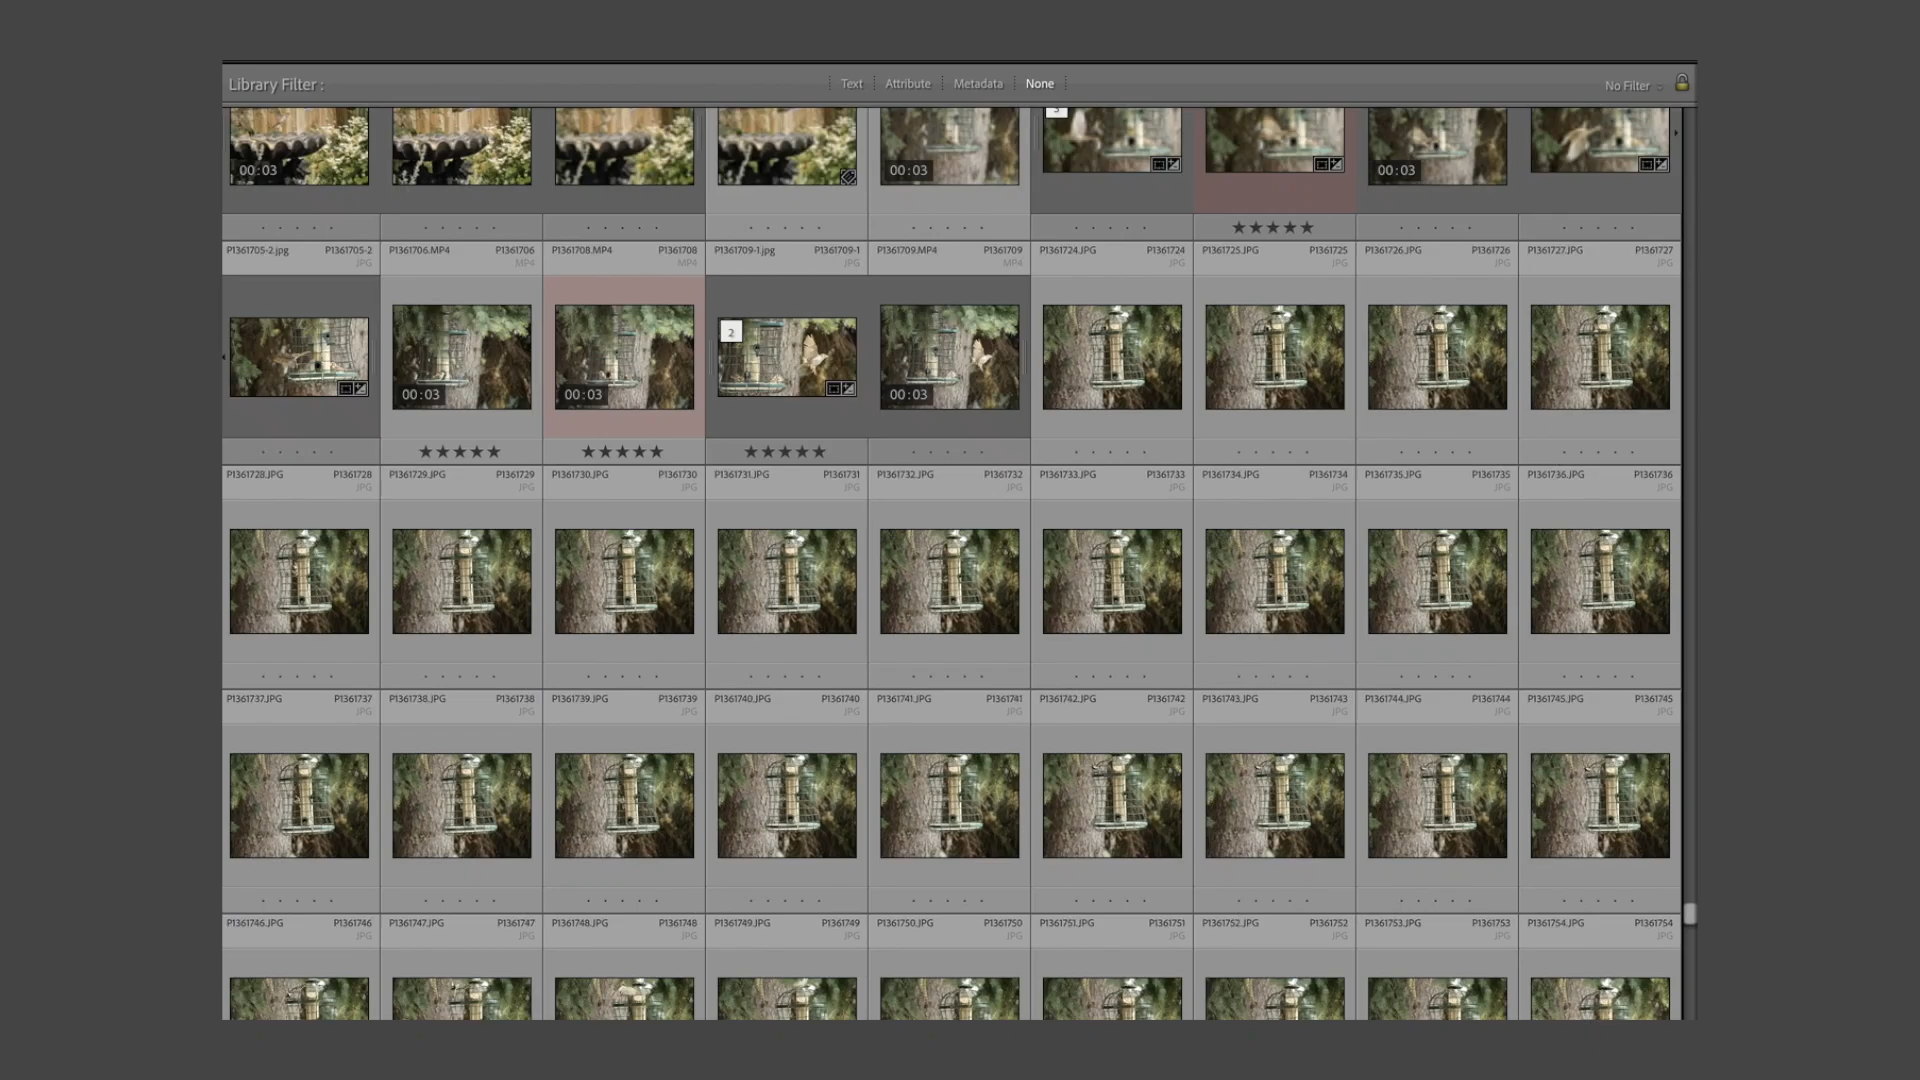 Library Filter :
Text
Attribute
Metadata
None
No Filter
00:03 00:03 00:03
★★★★★
P1361705-2.jpg P1361705-2 P1361706.MP4 P1361706 P1361708.MP4 P1361708 P1361709-1.jpg P1361709-1 P1361709.MP4 P1361709 P1361724.JPG P1361724 P1361725.JPG P1361725 P1361726.JPG P1361726 P1361727.JPG P1361727
JPG MP4 MP4 JPG MP4 JPG JPG JPG JPG
2
00:03 00:03 00:03
★★★★★ ★★★★★ ★★★★★
P1361728.JPG P1361728 P1361729.JPG P1361729 P1361730.JPG P1361730 P1361731.JPG P1361731 P1361732.JPG P1361732 P1361733.JPG P1361733 P1361734.JPG P1361734 P1361735.JPG P1361735 P1361736.JPG P1361736
JPG JPG JPG JPG JPG JPG JPG JPG JPG
P1361737.JPG P1361737 P1361738.JPG P1361738 P1361739.JPG P1361739 P1361740.JPG P1361740 P1361741.JPG P1361741 P1361742.JPG P1361742 P1361743.JPG P1361743 P1361744.JPG P1361744 P1361745.JPG P1361745
JPG JPG JPG JPG JPG JPG JPG JPG JPG
P1361746.JPG P1361746 P1361747.JPG P1361747 P1361748.JPG P1361748 P1361749.JPG P1361749 P1361750.JPG P1361750 P1361751.JPG P1361751 P1361752.JPG P1361752 P1361753.JPG P1361753 P1361754.JPG P1361754
JPG JPG JPG JPG JPG JPG JPG JPG JPG